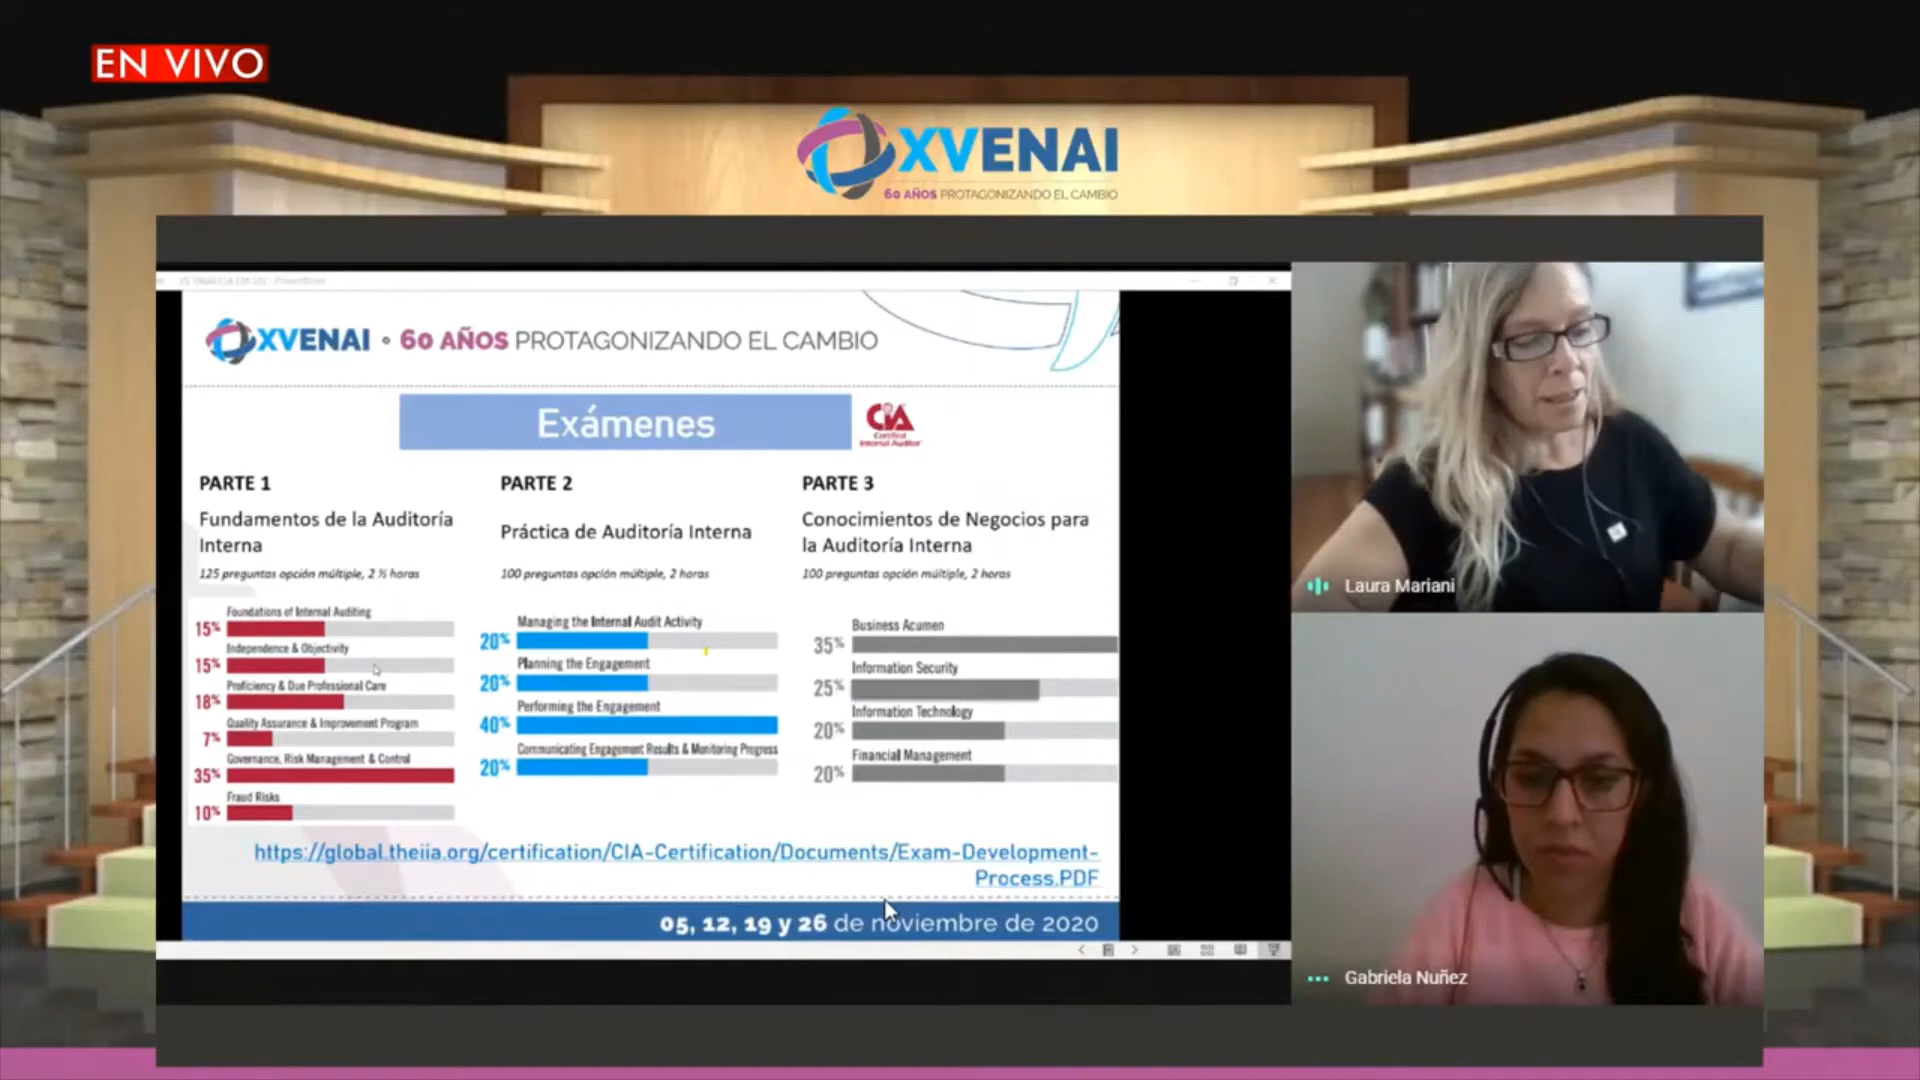 EN VIVO
XVENAI
60 AÑOS PROTAGONIZANDO EL CAMBIO
XVENAI • 60 AÑOS PROTAGONIZANDO EL CAMBIO
Exámenes
CIA
Certified
Internal Auditor
PARTE 1
Fundamentos de la Auditoría
Interna
125 preguntas opción múltiple, 2 ½ horas
15% Foundations of Internal Auditing
15% Independence & Objectivity
18% Proficiency & Due Professional Care
7% Quality Assurance & Improvement Program
35% Governance, Risk Management & Control
10% Fraud Risks
PARTE 2
Práctica de Auditoría Interna
100 preguntas opción múltiple, 2 horas
20% Managing the Internal Audit Activity
20% Planning the Engagement
40% Performing the Engagement
20% Communicating Engagement Results & Monitoring Progress
PARTE 3
Conocimientos de Negocios para
la Auditoría Interna
100 preguntas opción múltiple, 2 horas
35% Business Acumen
25% Information Security
20% Information Technology
20% Financial Management
https://global.theiia.org/certification/CIA-Certification/Documents/Exam-Development-
Process.PDF
05, 12, 19 y 26 de noviembre de 2020
Laura Mariani
Gabriela Nuñez